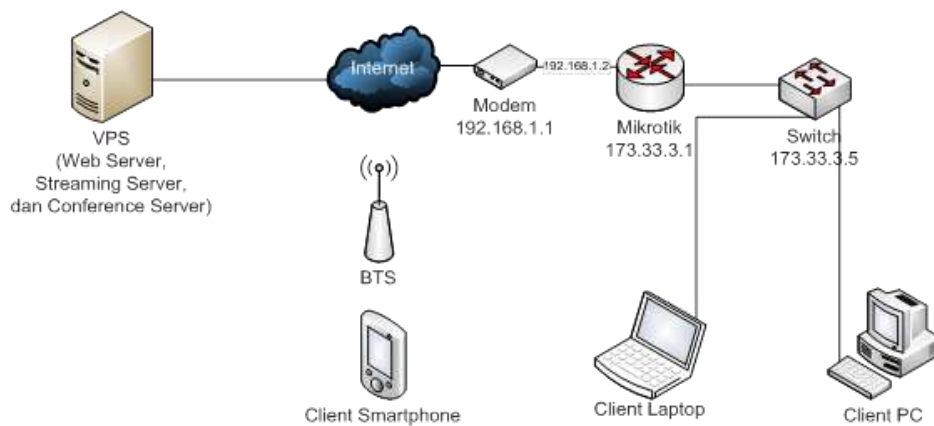 Internet
192.168.1.2
Modem
192.168.1.1
Mikrotik
173.33.3.1
Switch
173.33.3.5
VPS
(Web Server,
Streaming Server,
dan Conference Server)
BTS
Client Smartphone
Client Laptop
Client PC